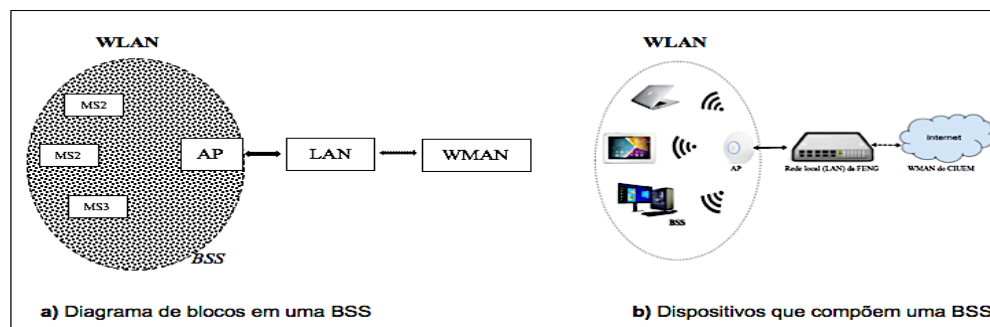 WLAN
MS2
MS2
MS3
AP
LAN
WMAN
BSS
a) Diagrama de blocos em uma BSS
WLAN
AP
BSS
Rede local (LAN) da FENG
Internet
WMAN do CIUEM
b) Dispositivos que compõem uma BSS